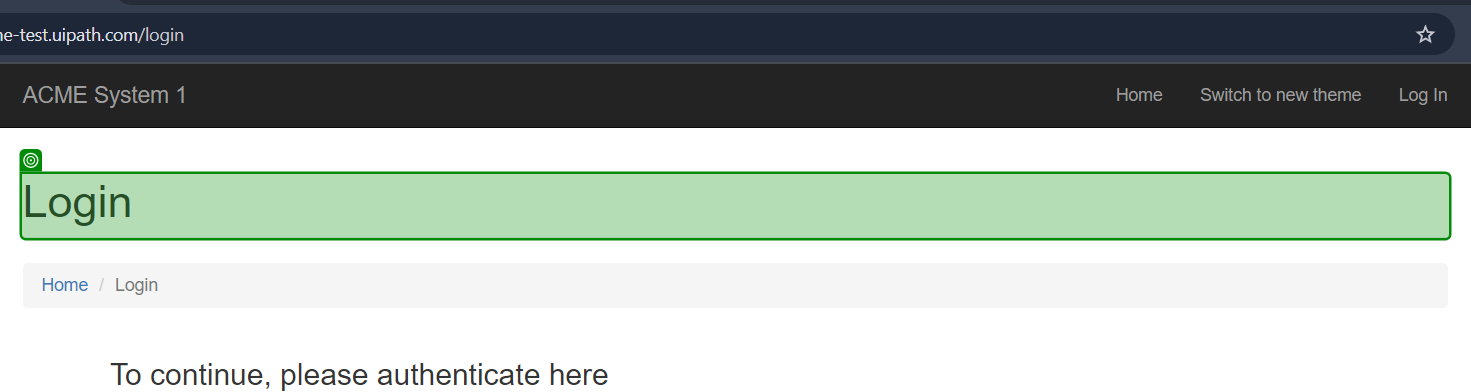 e-test.uipath.com/login
ACME System 1 Home Switch to new theme Log In
Login
Home / Login
To continue, please authenticate here